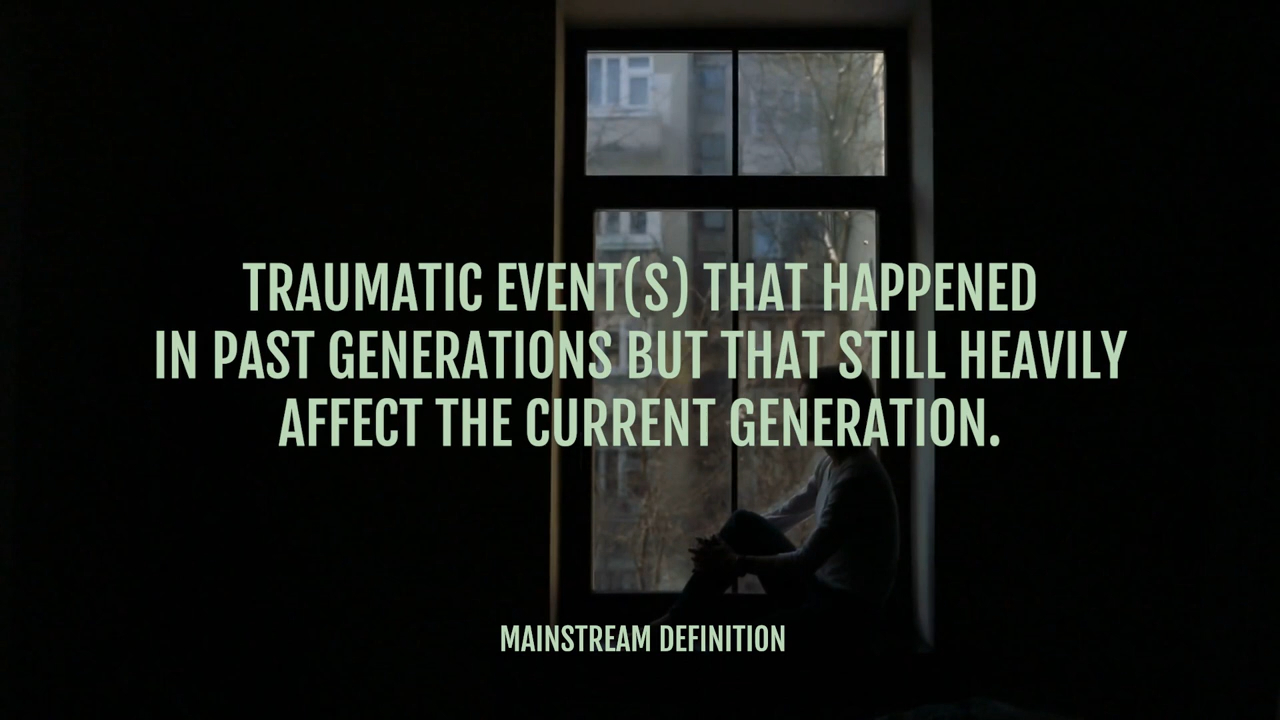 TRAUMATIC EVENT(S) THAT HAPPENED
IN PAST GENERATIONS BUT THAT STILL HEAVILY
AFFECT THE CURRENT GENERATION.
MAINSTREAM DEFINITION